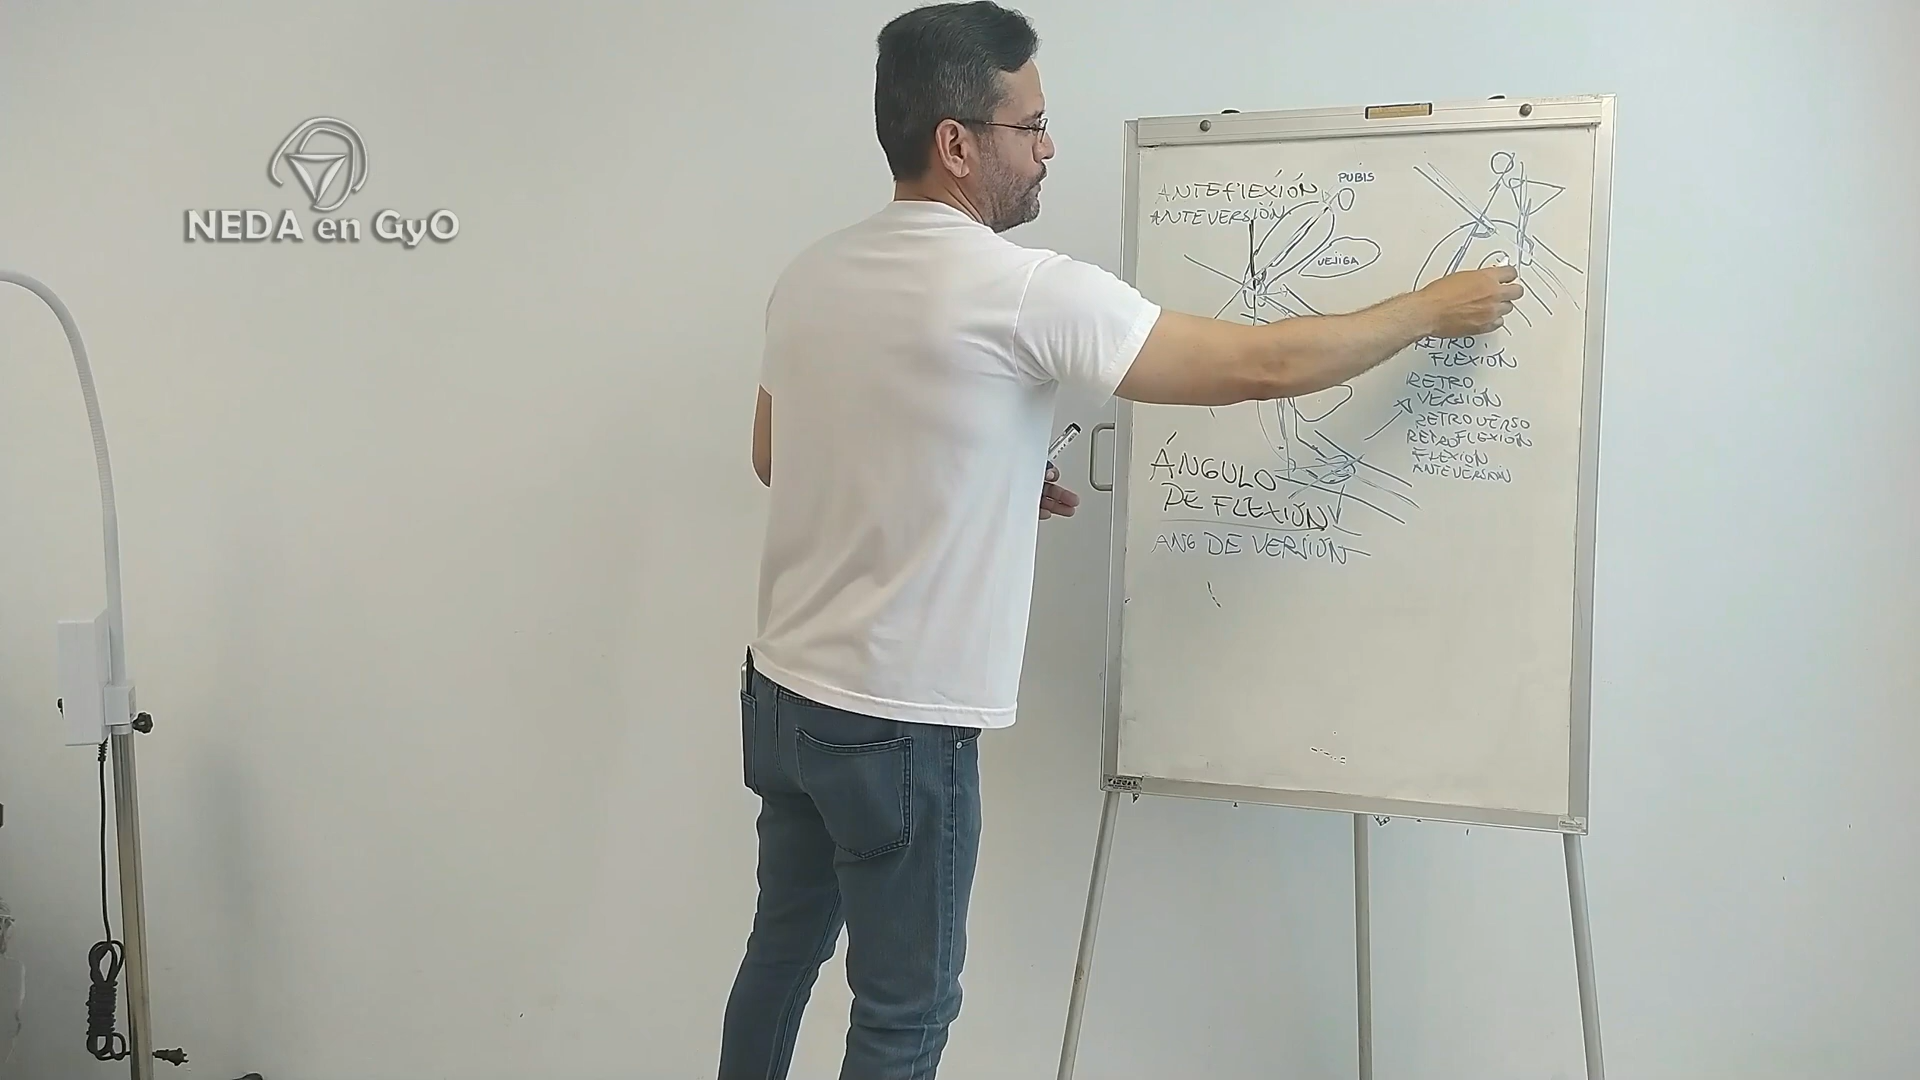 NEDA en GyO
ANTEFLEXIÓN
ANTEVERSIÓN
PUBIS
VEJIGA
RETRO
FLEXIÓN
RETRO
VERSIÓN
RETROVERSO
RETROFLEXIÓN
FLEXIÓN
ANTEVERSIÓN
ÁNGULO
DE FLEXIÓN
ANG DE VERSIÓN